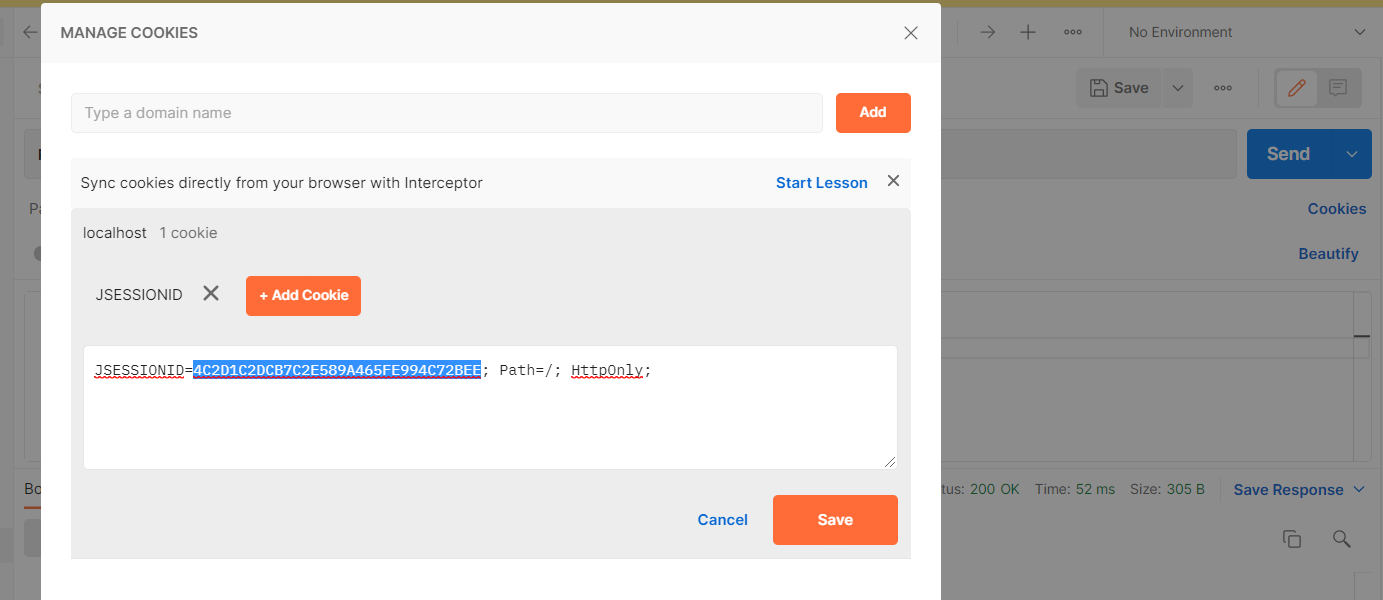 MANAGE COOKIES
No Environment
Type a domain name
Add
Save
Send
Sync cookies directly from your browser with Interceptor
Start Lesson
Cookies
localhost 1 cookie
Beautify
JSESSIONID
+ Add Cookie
JSESSIONID=4C2D1C2DCB7C2E589A465FE994C72BEE; Path=/; HttpOnly;
tus: 200 OK Time: 52 ms Size: 305 B Save Response
Cancel
Save